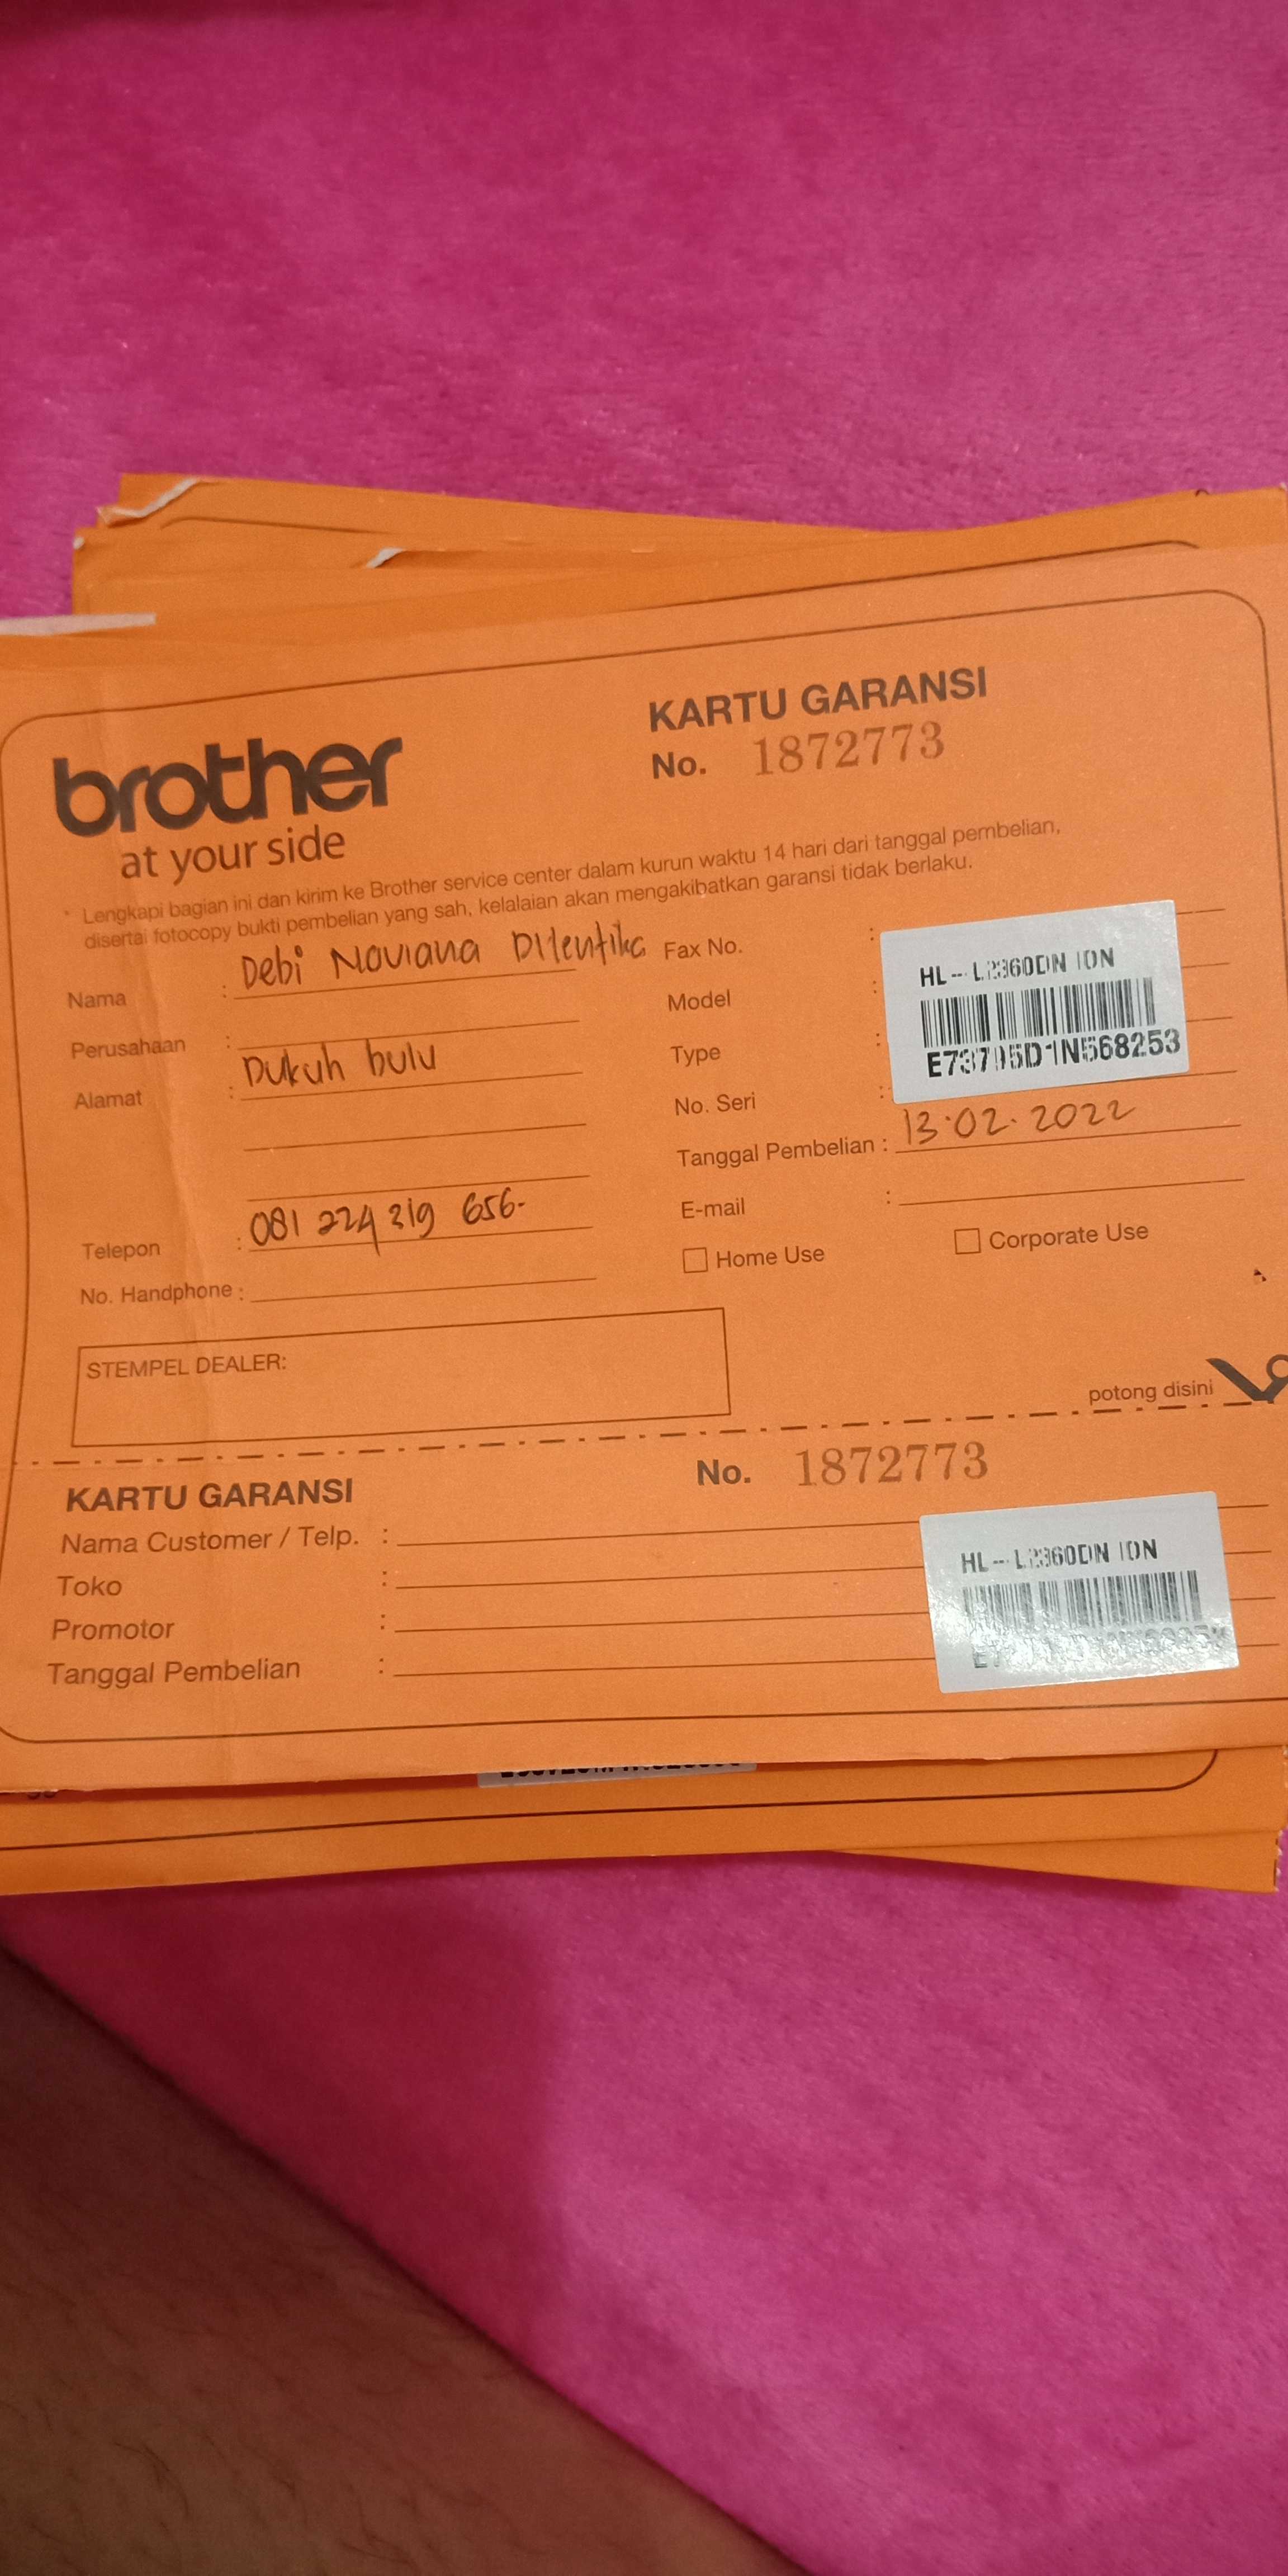 brother
at your side
KARTU GARANSI
No. 1872773
* Lengkapi bagian ini dan kirim ke Brother service center dalam kurun waktu 14 hari dari tanggal pembelian,
disertai fotocopy bukti pembelian yang sah, kelalaian akan mengakibatkan garansi tidak berlaku.
Nama : Debi Noviana Dilentika
Perusahaan :
Alamat : Dukuh bulu
Telepon : 081 224 319 656-
No. Handphone :
Fax No. :
Model :
Type :
No. Seri :
HL-L2360DN IDN
E73795D1N568253
Tanggal Pembelian : 13.02.2022
E-mail :
Home Use
Corporate Use
STEMPEL DEALER:
potong disini
KARTU GARANSI
No. 1872773
Nama Customer / Telp. :
Toko :
Promotor :
Tanggal Pembelian :
HL-L2360DN IDN